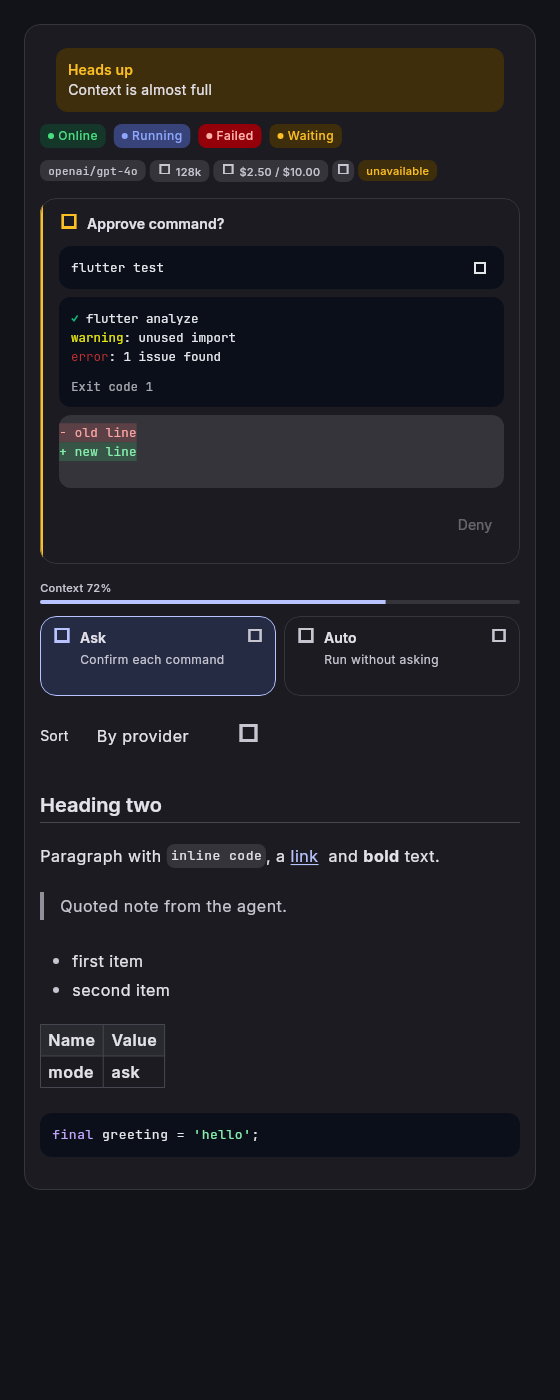 Heads up
Context is almost full
Online Running Failed Waiting
openai/gpt-4o 128k $2.50 / $10.00 unavailable
Approve command?
flutter test
✓ flutter analyze
warning: unused import
error: 1 issue found
Exit code 1
- old line
+ new line
Deny
Context 72%
Ask
Confirm each command
Auto
Run without asking
Sort By provider
Heading two
Paragraph with inline code, a link and bold text.
Quoted note from the agent.
• first item
• second item
Name Value
mode ask
final greeting = 'hello';